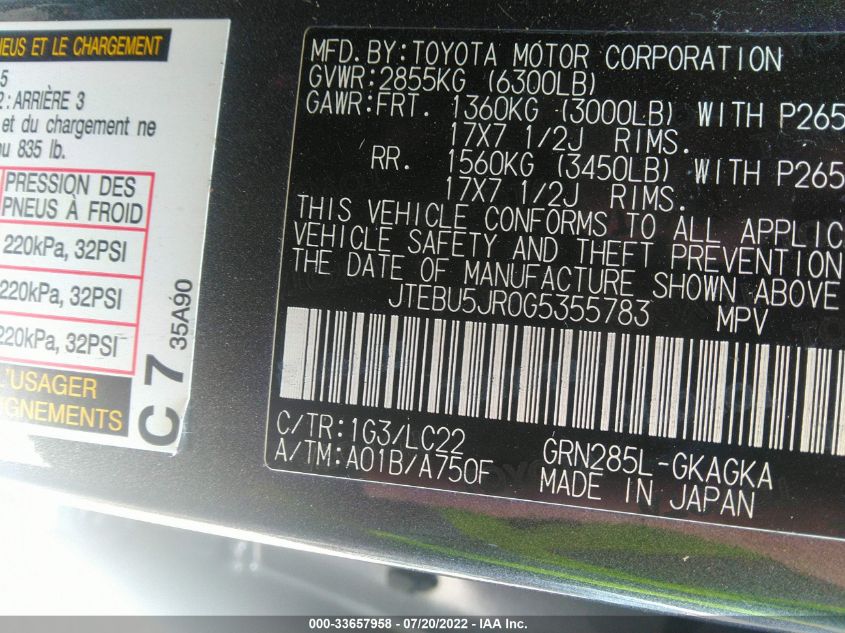 NEUS ET LE CHARGEMENT
5
2 : ARRIÈRE 3
et du chargement ne
835 lb.
PRESSION DES
PNEUS À FROID
220kPa, 32PSI
220kPa, 32PSI
220kPa, 32PSI
L'USAGER
C 7
35A90
MFD. BY: TOYOTA MOTOR CORPORATION
GVWR: 2855KG (6300LB)
GAWR: FRT. 1360KG (3000LB) WITH P265
17X7 1/2J RIMS.
RR. 1560KG (3450LB) WITH P265
17X7 1/2J RIMS.
THIS VEHICLE CONFORMS TO ALL APPLIC
VEHICLE SAFETY AND THEFT PREVENTION
THE DATE OF MANUFACTURE SHOWN ABOVE
JTEBU5JR0G5355783 MPV
C/TR: 1G3/LC22 GRN285L-GKAGKA
A/TM: A01B/A750F MADE IN JAPAN
000-33657958 - 07/20/2022 - IAA Inc.